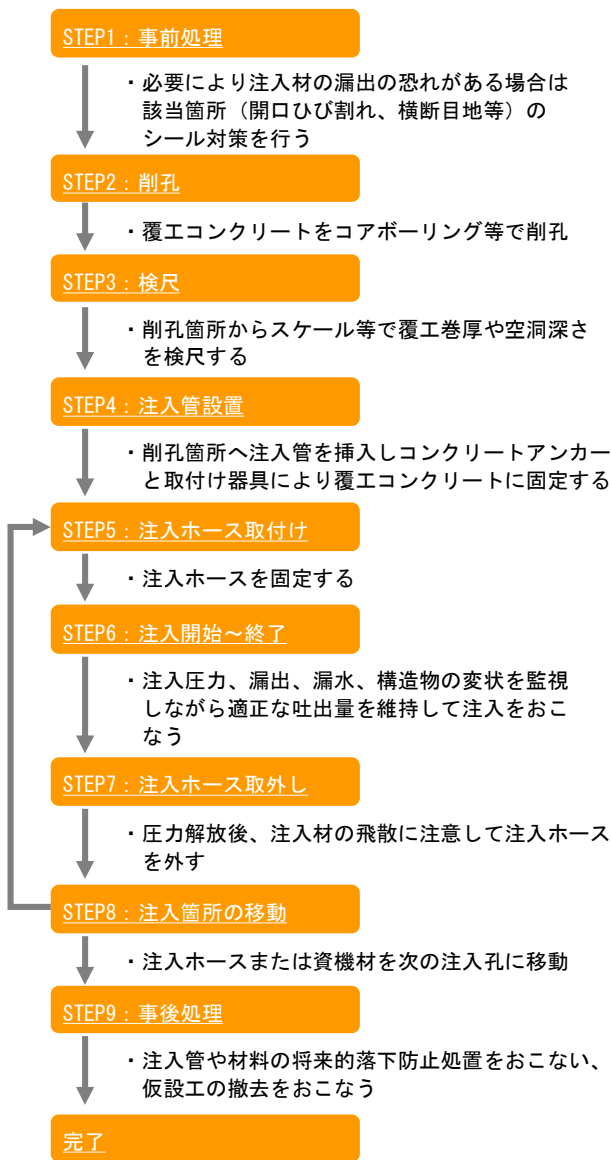 STEP1：事前処理
・必要により注入材の漏出の恐れがある場合は
該当箇所（開口ひび割れ、横断目地等）の
シール対策を行う
STEP2：削孔
・覆工コンクリートをコアボーリング等で削孔
STEP3：検尺
・削孔箇所からスケール等で覆工巻厚や空洞深さ
を検尺する
STEP4：注入管設置
・削孔箇所へ注入管を挿入しコンクリートアンカー
と取付け器具により覆工コンクリートに固定する
STEP5：注入ホース取付け
・注入ホースを固定する
STEP6：注入開始～終了
・注入圧力、漏出、漏水、構造物の変状を監視
しながら適正な吐出量を維持して注入をおこ
なう
STEP7：注入ホース取外し
・圧力解放後、注入材の飛散に注意して注入ホース
を外す
STEP8：注入箇所の移動
・注入ホースまたは資機材を次の注入孔に移動
STEP9：事後処理
・注入管や材料の将来的落下防止処置をおこない、
仮設工の撤去をおこなう
完了